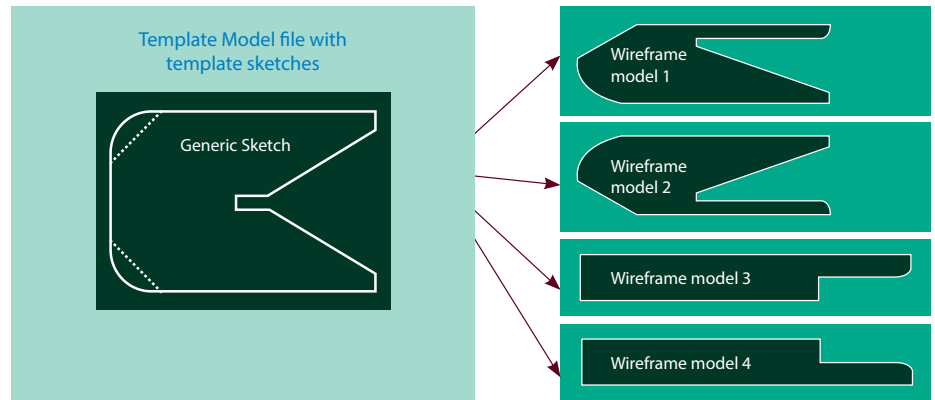 Template Model file with
template sketches
Generic Sketch
Wireframe
model 1
Wireframe
model 2
Wireframe model 3
Wireframe model 4